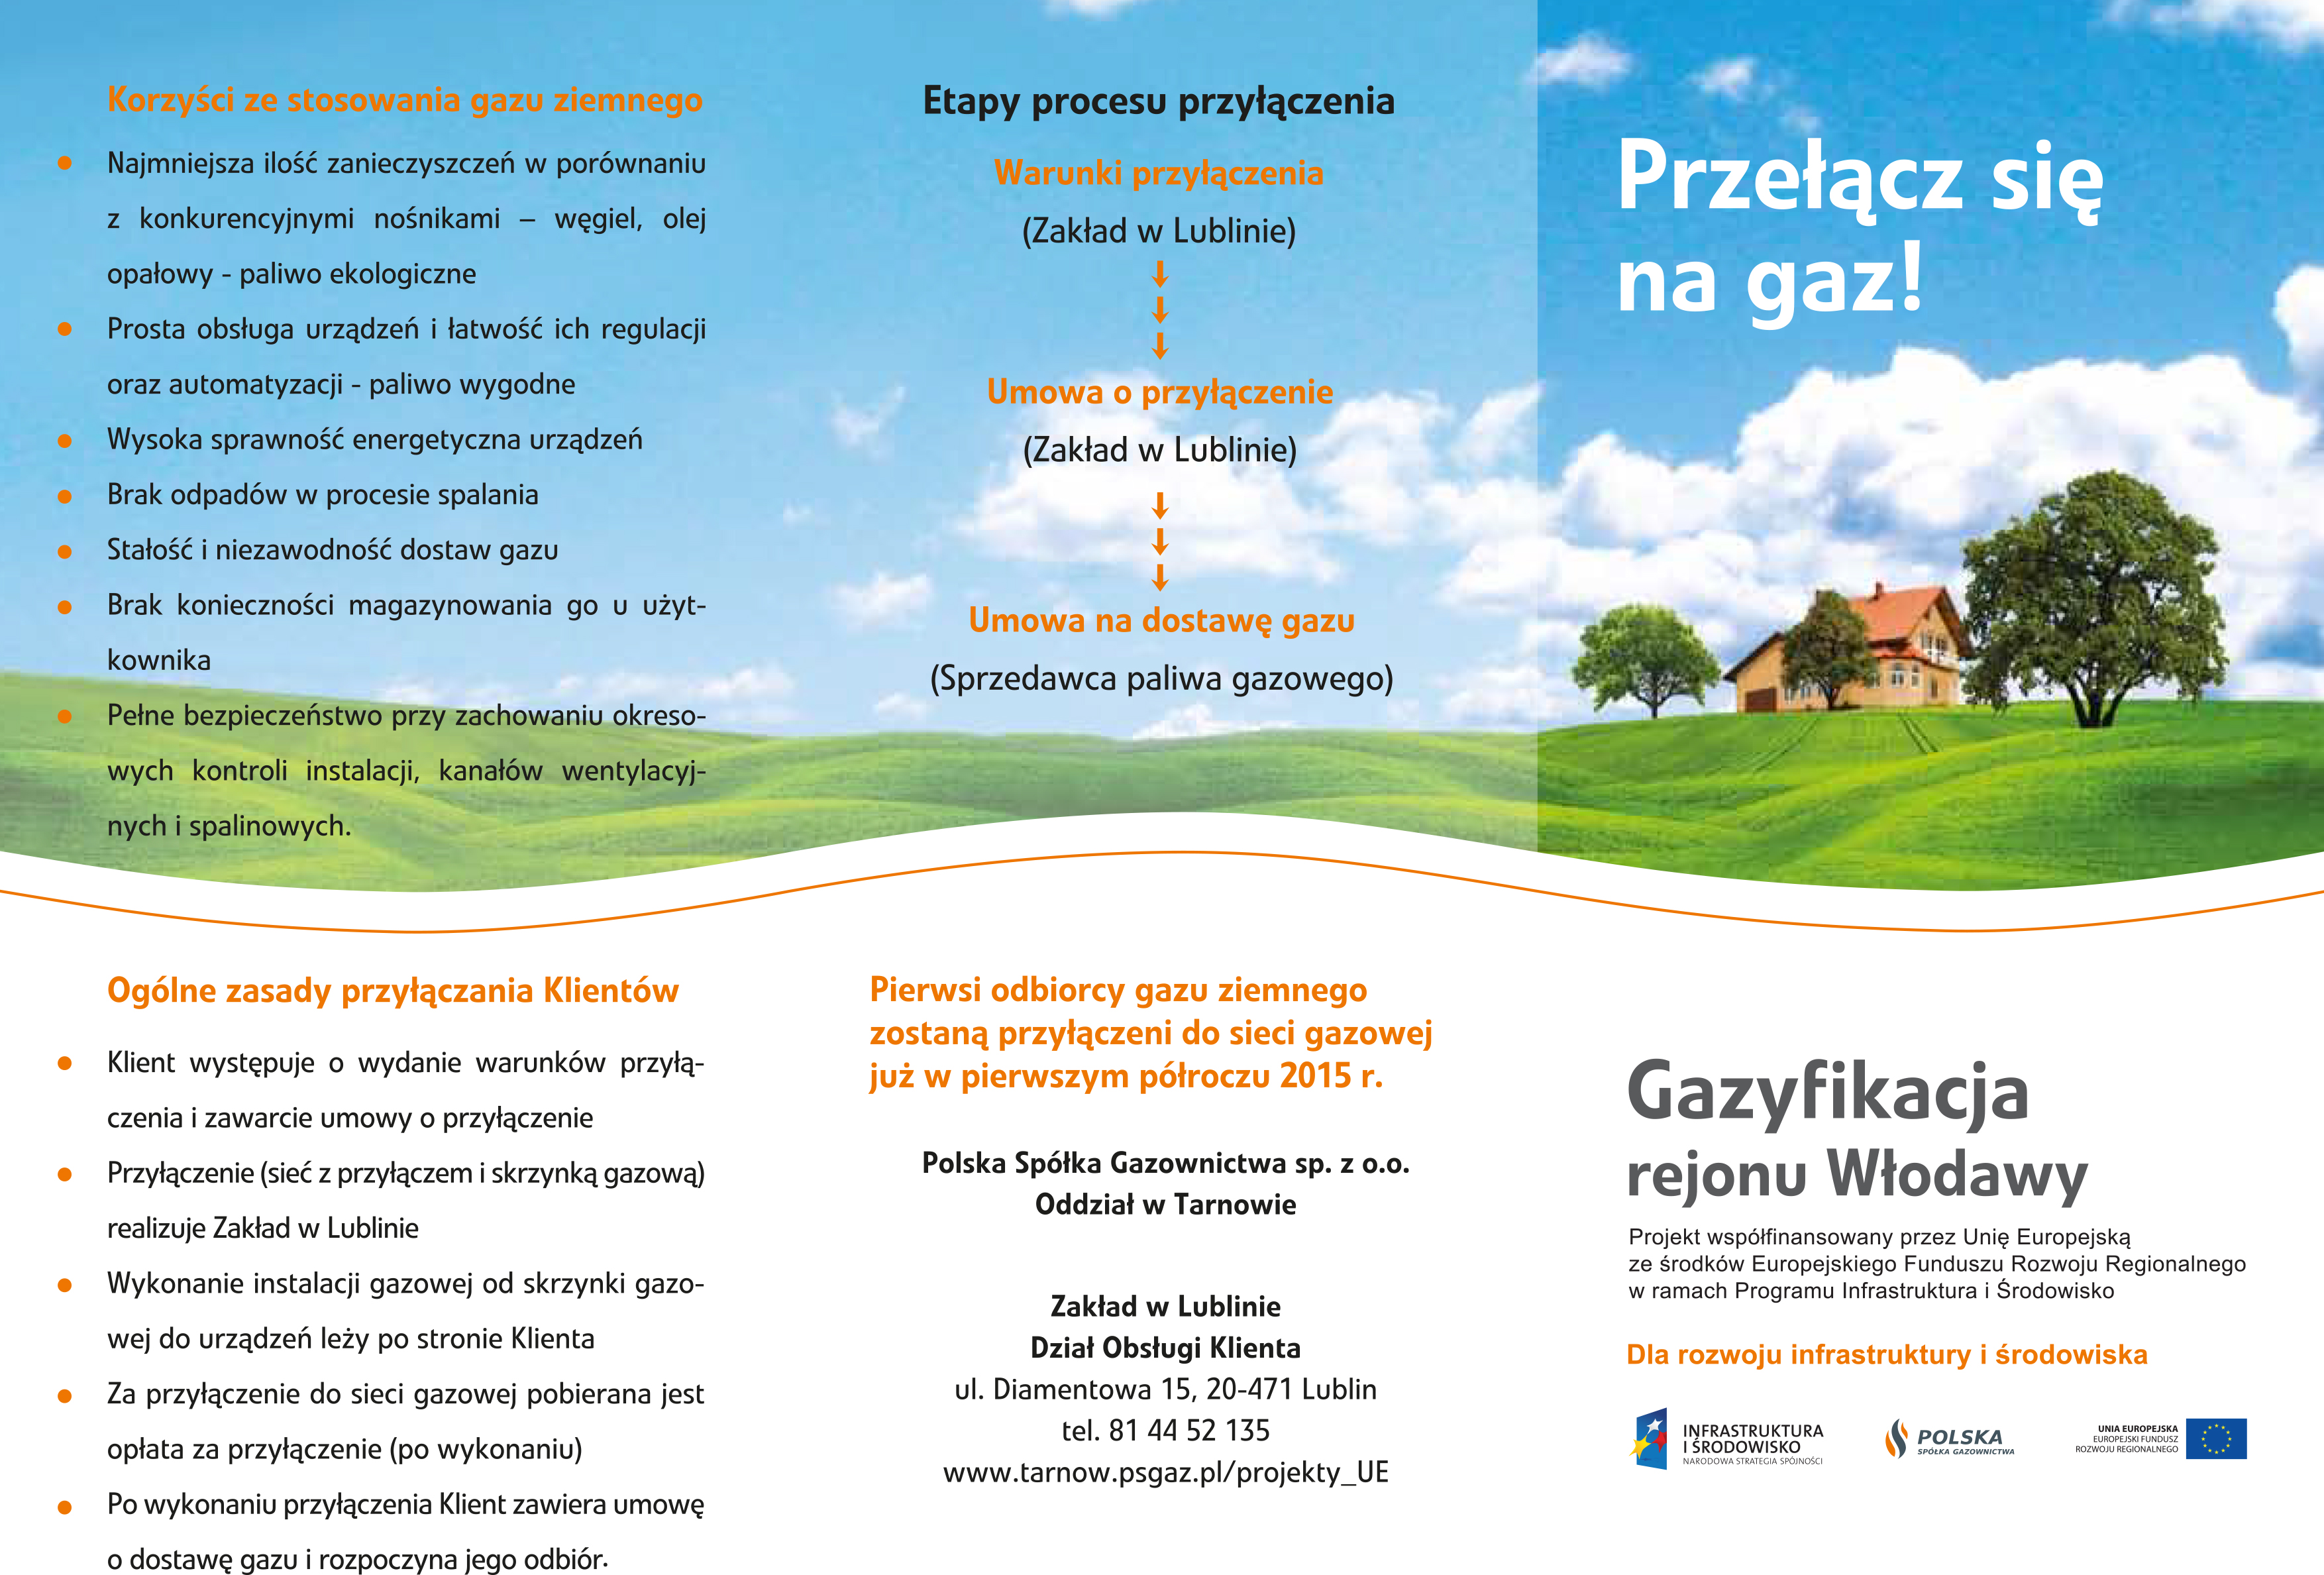 Korzyści ze stosowania gazu ziemnego
Najmniejsza ilość zanieczyszczeń w porównaniu
z konkurencyjnymi nośnikami – węgiel, olej
opałowy - paliwo ekologiczne
Prosta obsługa urządzeń i łatwość ich regulacji
oraz automatyzacji - paliwo wygodne
Wysoka sprawność energetyczna urządzeń
Brak odpadów w procesie spalania
Stałość i niezawodność dostaw gazu
Brak konieczności magazynowania go u użyt-
kownika
Pełne bezpieczeństwo przy zachowaniu okreso-
wych kontroli instalacji, kanałów wentylacyj-
nych i spalinowych.
Ogólne zasady przyłączania Klientów
Klient występuje o wydanie warunków przyłą-
czenia i zawarcie umowy o przyłączenie
Przyłączenie (sieć z przyłączem i skrzynką gazową)
realizuje Zakład w Lublinie
Wykonanie instalacji gazowej od skrzynki gazo-
wej do urządzeń leży po stronie Klienta
Za przyłączenie do sieci gazowej pobierana jest
opłata za przyłączenie (po wykonaniu)
Po wykonaniu przyłączenia Klient zawiera umowę
o dostawę gazu i rozpoczyna jego odbiór.
Etapy procesu przyłączenia
Warunki przyłączenia
(Zakład w Lublinie)
Umowa o przyłączenie
(Zakład w Lublinie)
Umowa na dostawę gazu
(Sprzedawca paliwa gazowego)
Pierwsi odbiorcy gazu ziemnego
zostaną przyłączeni do sieci gazowej
już w pierwszym półroczu 2015 r.
Polska Spółka Gazownictwa sp. z o.o.
Oddział w Tarnowie
Zakład w Lublinie
Dział Obsługi Klienta
ul. Diamentowa 15, 20-471 Lublin
tel. 81 44 52 135
www.tarnow.psgaz.pl/projekty_UE
Przełącz się
na gaz!
Gazyfikacja
rejonu Włodawy
Projekt współfinansowany przez Unię Europejską
ze środków Europejskiego Funduszu Rozwoju Regionalnego
w ramach Programu Infrastruktura i Środowisko
Dla rozwoju infrastruktury i środowiska
INFRASTRUKTURA
I ŚRODOWISKO
NARODOWA STRATEGIA SPÓJNOŚCI
POLSKA
SPÓŁKA GAZOWNICTWA
UNIA EUROPEJSKA
EUROPEJSKI FUNDUSZ
ROZWOJU REGIONALNEGO